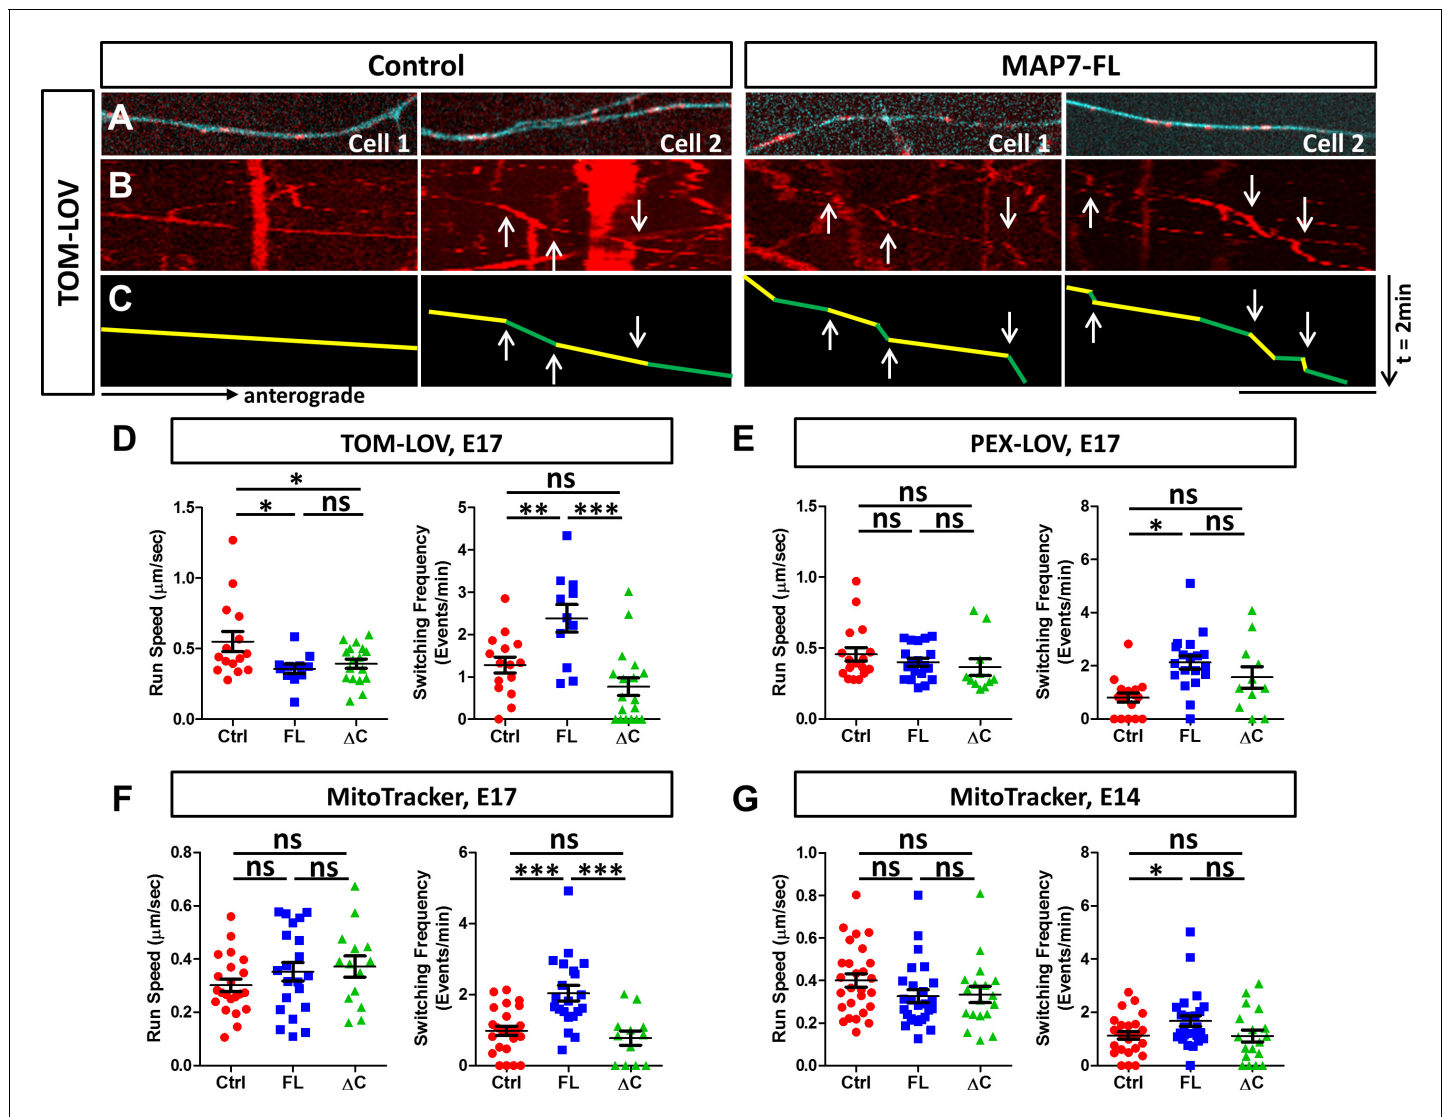 Control
MAP7-FL
TOM-LOV
A
Cell 1
Cell 2
Cell 1
Cell 2
B
C
t = 2min
anterograde
D
TOM-LOV, E17
*
*
ns
Run Speed (μm/sec)
1.5
1.0
0.5
0.0
Ctrl
FL
ΔC
ns
**
***
Switching Frequency
(Events/min)
5
4
3
2
1
0
Ctrl
FL
ΔC
E
PEX-LOV, E17
ns
ns
ns
Run Speed (μm/sec)
1.5
1.0
0.5
0.0
Ctrl
FL
ΔC
ns
*
ns
Switching Frequency
(Events/min)
8
6
4
2
0
Ctrl
FL
ΔC
F
MitoTracker, E17
ns
ns
ns
Run Speed (μm/sec)
0.8
0.6
0.4
0.2
0.0
Ctrl
FL
ΔC
ns
***
***
Switching Frequency
(Events/min)
6
4
2
0
Ctrl
FL
ΔC
G
MitoTracker, E14
ns
ns
ns
Run Speed (μm/sec)
1.0
0.8
0.6
0.4
0.2
0.0
Ctrl
FL
ΔC
ns
*
ns
Switching Frequency
(Events/min)
8
6
4
2
0
Ctrl
FL
ΔC